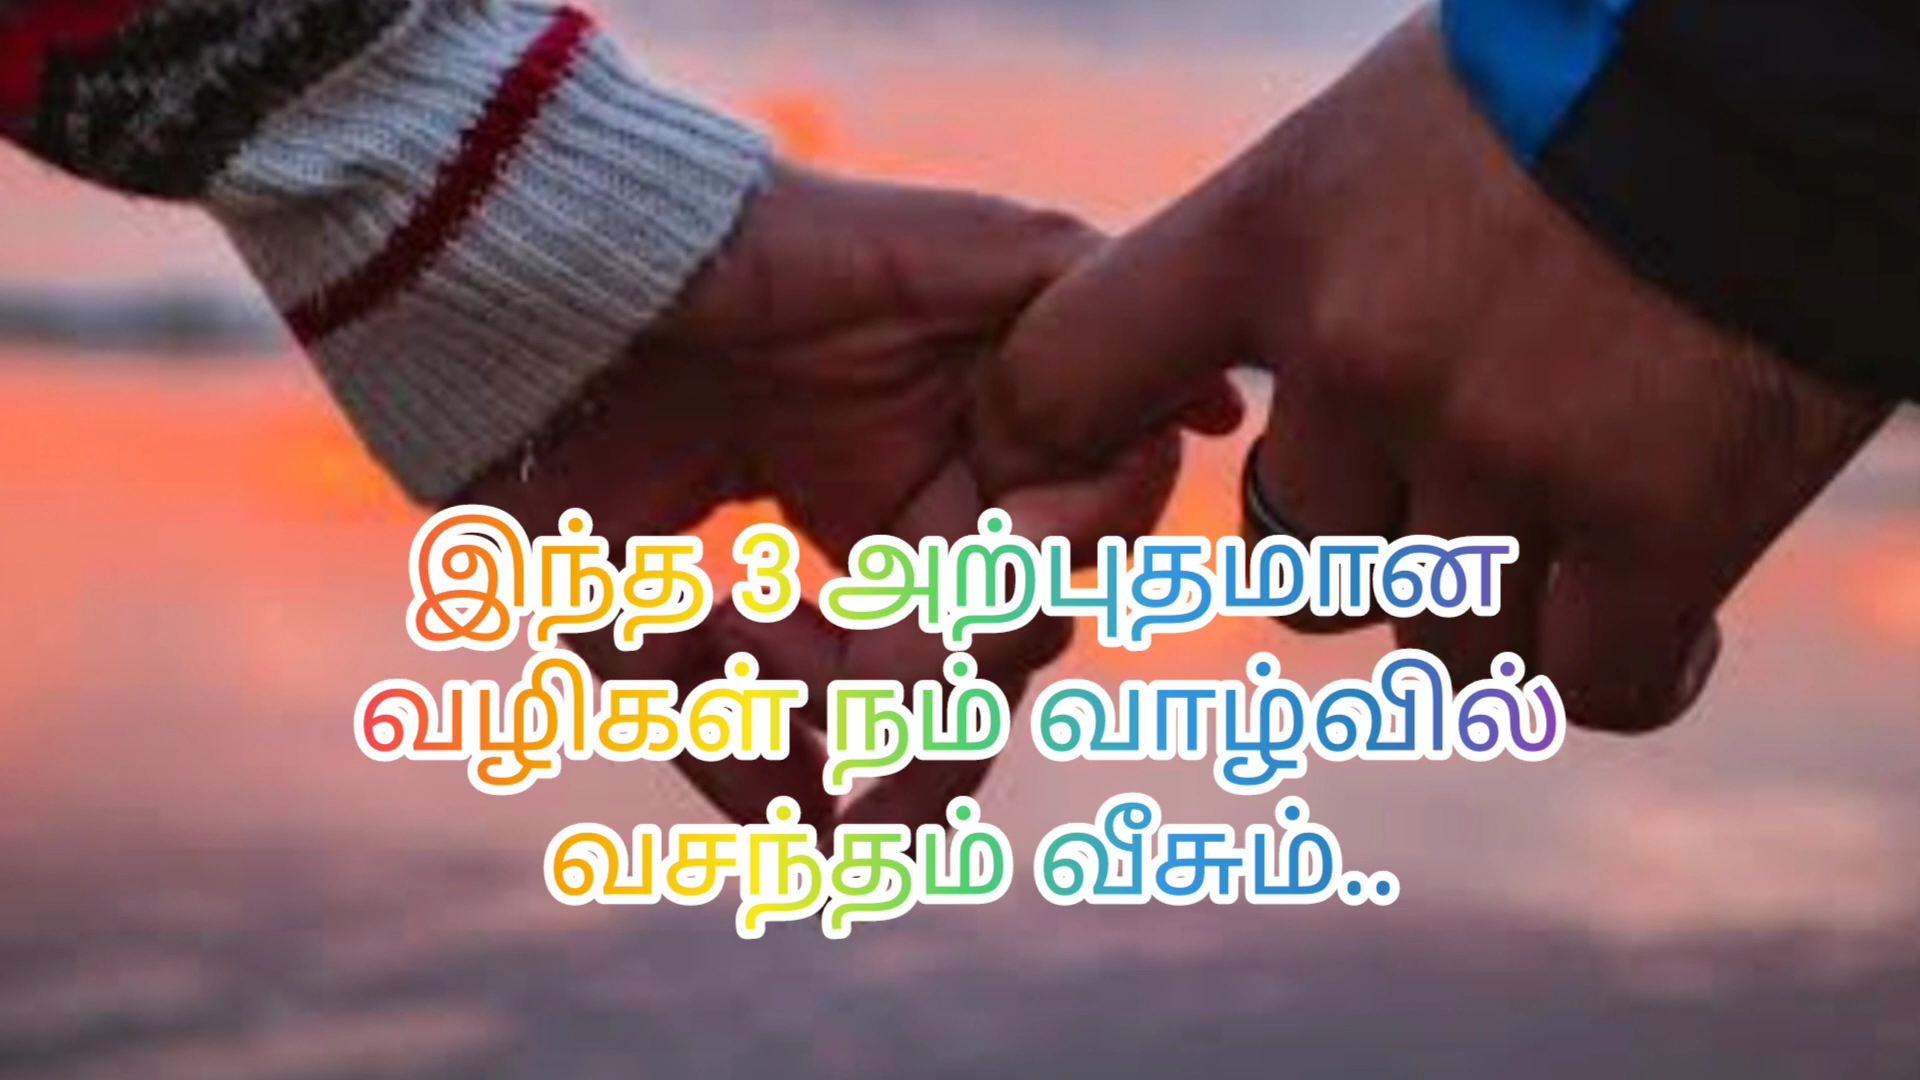 இந்த 3 அற்புதமான
வழிகள் நம் வாழ்வில்
வசந்தம் வீசும்..